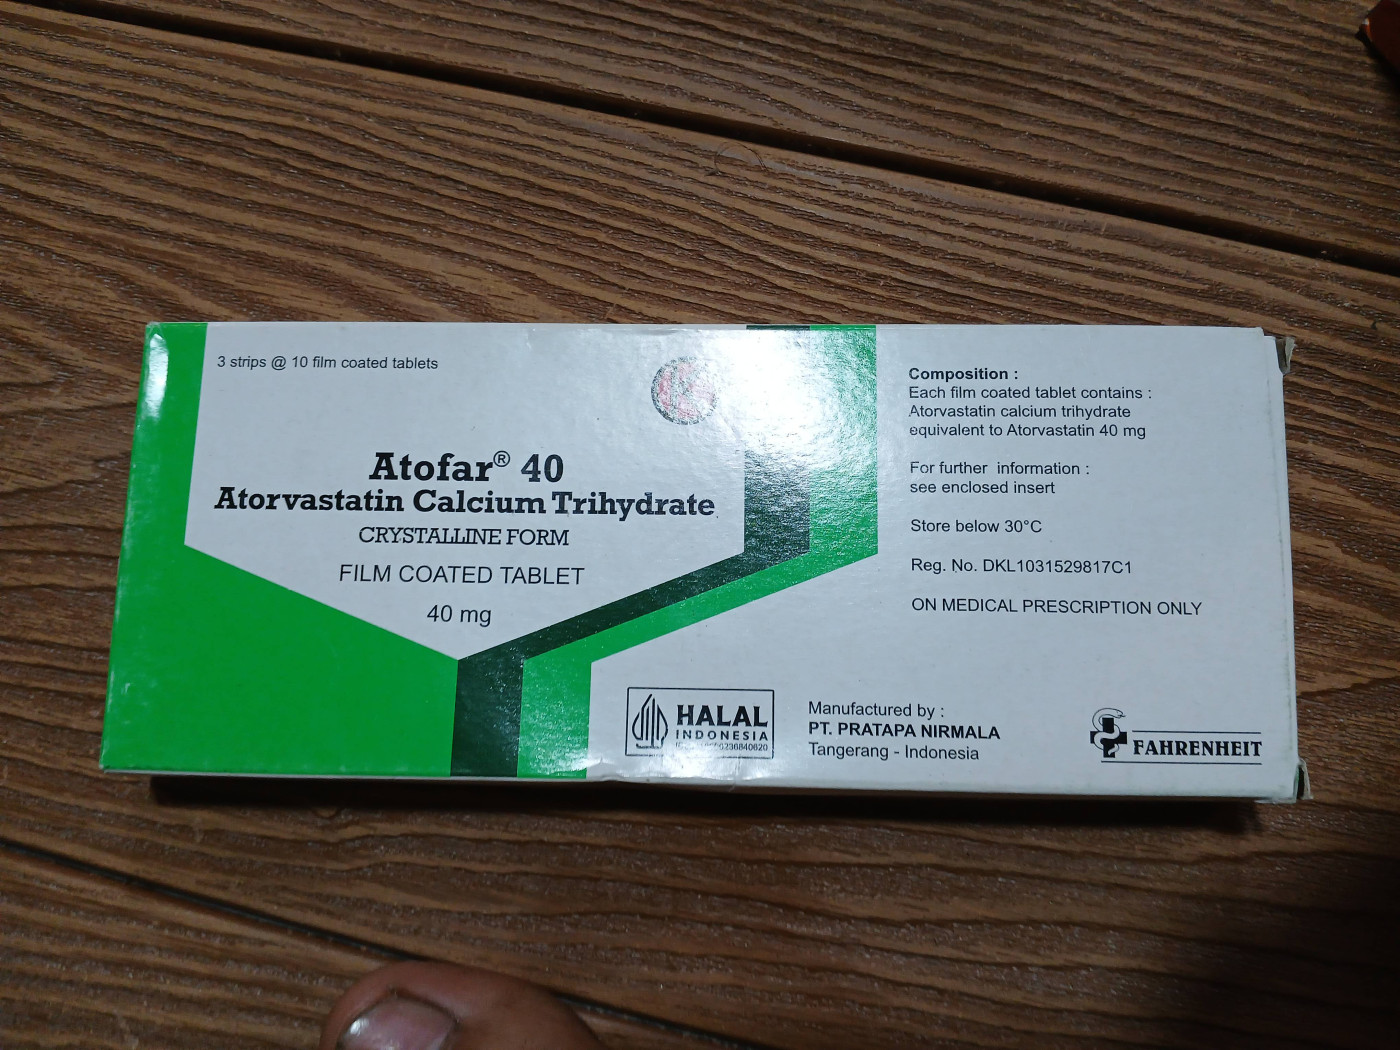 3 strips @ 10 film coated tablets
Atofar® 40
Atorvastatin Calcium Trihydrate
CRYSTALLINE FORM
FILM COATED TABLET
40 mg
Composition :
Each film coated tablet contains :
Atorvastatin calcium trihydrate
equivalent to Atorvastatin 40 mg
For further information :
see enclosed insert
Store below 30°C
Reg. No. DKL1031529817C1
ON MEDICAL PRESCRIPTION ONLY
HALAL
INDONESIA
Manufactured by :
PT. PRATAPA NIRMALA
Tangerang - Indonesia
FAHRENHEIT